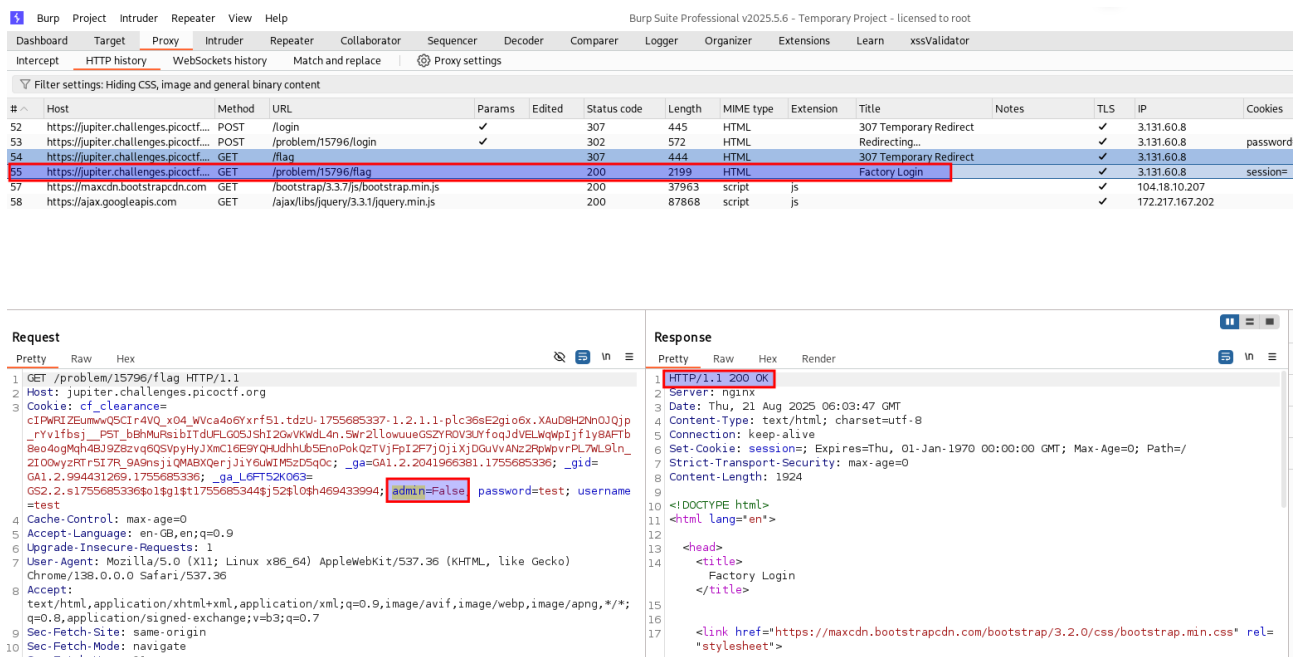 Burp Project Intruder Repeater View Help Burp Suite Professional v2025.5.6 - Temporary Project - licensed to root
Dashboard Target Proxy Intruder Repeater Collaborator Sequencer Decoder Comparer Logger Organizer Extensions Learn xssValidator
Intercept HTTP history WebSockets history Match and replace Proxy settings
Filter settings: Hiding CSS, image and general binary content
# Host Method URL Params Edited Status code Length MIME type Extension Title Notes TLS IP Cookies
52 https://jupiter.challenges.picoctf.... POST /login ✓ 307 445 HTML 307 Temporary Redirect ✓ 3.131.60.8
53 https://jupiter.challenges.picoctf.... POST /problem/15796/login ✓ 302 572 HTML Redirecting... ✓ 3.131.60.8 password
54 https://jupiter.challenges.picoctf.... GET /flag 307 444 HTML 307 Temporary Redirect ✓ 3.131.60.8
55 https://jupiter.challenges.picoctf.... GET /problem/15796/flag 200 2199 HTML Factory Login ✓ 3.131.60.8 session=
57 https://maxcdn.bootstrapcdn.com GET /bootstrap/3.3.7/js/bootstrap.min.js 200 37963 script js ✓ 104.18.10.207
58 https://ajax.googleapis.com GET /ajax/libs/jquery/3.3.1/jquery.min.js 200 87868 script js ✓ 172.217.167.202
Request
Pretty Raw Hex \n
1 GET /problem/15796/flag HTTP/1.1
2 Host: jupiter.challenges.picoctf.org
3 Cookie: cf_clearance=
GA1.2.994431269.1755685336; _ga_L6FT52K063=
GS2.2.s1755685336$o1$g1$t1755685344$j52$l0$h469433994; admin=False; password=test; username
=test
4 Cache-Control: max-age=0
5 Accept-Language: en-GB,en;q=0.9
6 Upgrade-Insecure-Requests: 1
7 User-Agent: Mozilla/5.0 (X11; Linux x86_64) AppleWebKit/537.36 (KHTML, like Gecko)
Chrome/138.0.0.0 Safari/537.36
8 Accept:
text/html,application/xhtml+xml,application/xml;q=0.9,image/avif,image/webp,image/apng,*/*;
q=0.8,application/signed-exchange;v=b3;q=0.7
9 Sec-Fetch-Site: same-origin
10 Sec-Fetch-Mode: navigate
Response
Pretty Raw Hex Render \n
1 HTTP/1.1 200 OK
2 Server: nginx
3 Date: Thu, 21 Aug 2025 06:03:47 GMT
4 Content-Type: text/html; charset=utf-8
5 Connection: keep-alive
6 Set-Cookie: session=; Expires=Thu, 01-Jan-1970 00:00:00 GMT; Max-Age=0; Path=/
7 Strict-Transport-Security: max-age=0
8 Content-Length: 1924
9
10 <!DOCTYPE html>
11 <html lang="en">
12
13 <head>
14 <title>
Factory Login
</title>
15
16
17 <link href="https://maxcdn.bootstrapcdn.com/bootstrap/3.2.0/css/bootstrap.min.css" rel=
"stylesheet">